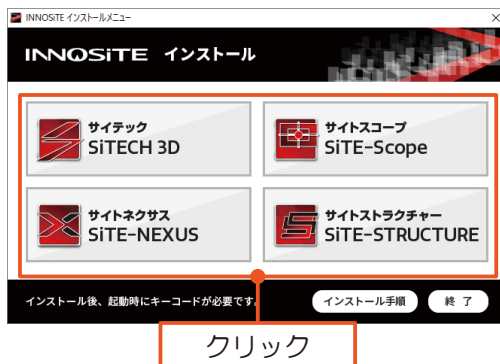 INNOSiTE インストールメニュー
INNOSiTE インストール
サイテック
SiTECH 3D
サイトスコープ
SiTE-Scope
サイトネクサス
SiTE-NEXUS
サイトストラクチャー
SiTE-STRUCTURE
インストール後、起動時にキーコードが必要です。
インストール手順
終 了
クリック